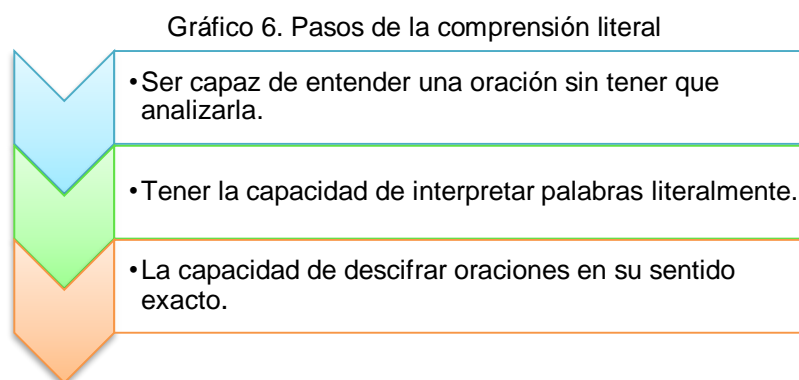 Gráfico 6. Pasos de la comprensión literal
•Ser capaz de entender una oración sin tener que
analizarla.
•Tener la capacidad de interpretar palabras literalmente.
•La capacidad de descifrar oraciones en su sentido
exacto.